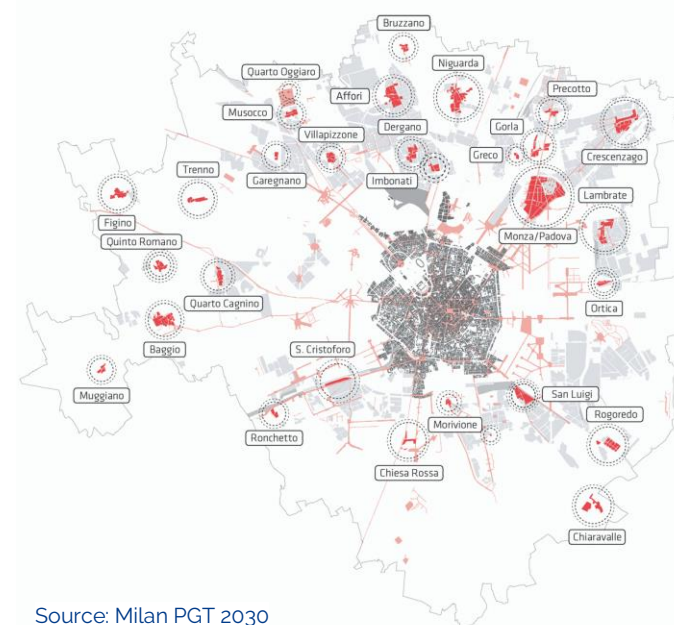 Bruzzano
Quarto Oggiaro
Affori
Niguarda
Precotto
Musocco
Villapizzone
Dergano
Gorla
Greco
Crescenzago
Trenno
Garegnano
Imbonati
Lambrate
Figino
Monza/Padova
Quinto Romano
Quarto Cagnino
Ortica
Baggio
S. Cristoforo
Muggiano
San Luigi
Ronchetto
Morivione
Rogoredo
Chiesa Rossa
Chiaravalle
Source: Milan PGT 2030